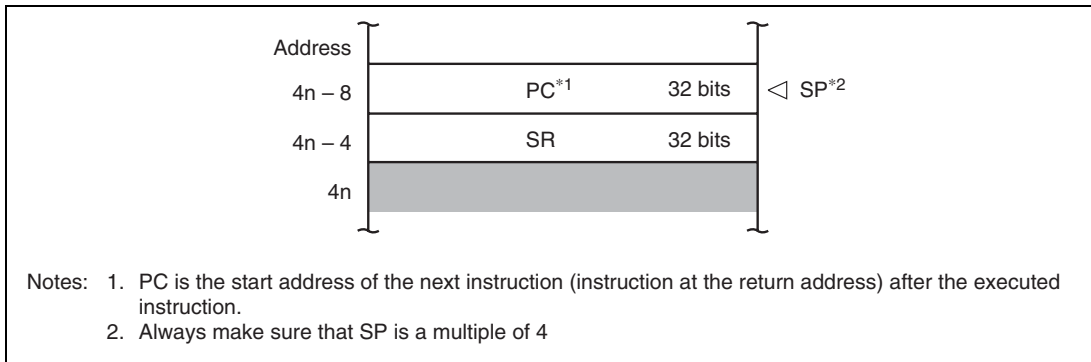 Address
4n – 8 PC*1 32 bits ◁ SP*2
4n – 4 SR 32 bits
4n
Notes: 1. PC is the start address of the next instruction (instruction at the return address) after the executed
instruction.
2. Always make sure that SP is a multiple of 4